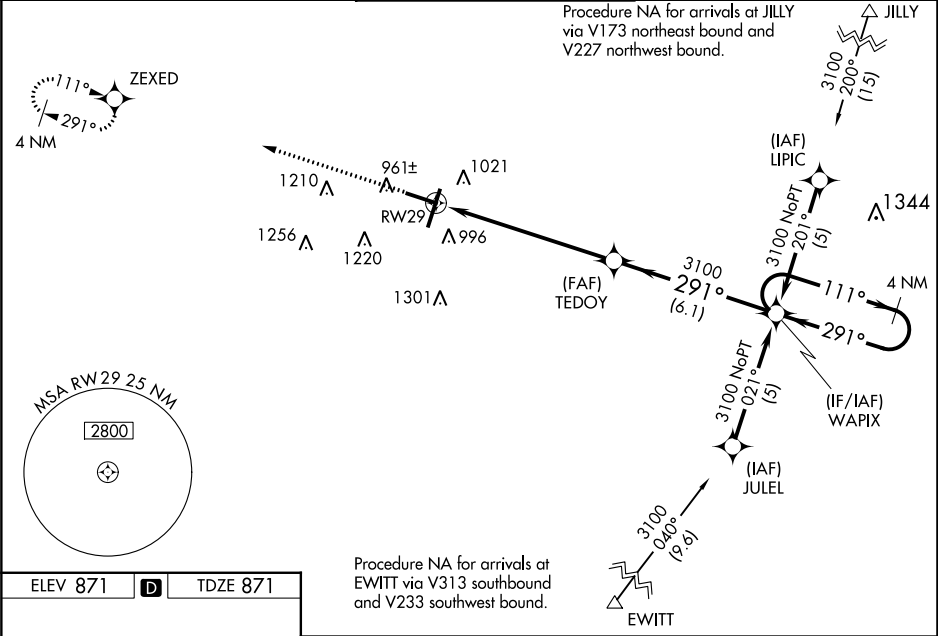 Procedure NA for arrivals at JILLY
via V173 northeast bound and
V227 northwest bound.
JILLY
3100
200°
(15)
ZEXED
111°
291°
4 NM
(IAF)
LIPIC
1344
3100 NoPT
201°
(5)
961±
1021
1210
RW29
996
1256
1220
1301
(FAF)
TEDOY
3100
291°
(6.1)
111°
4 NM
291°
(IF/IAF)
WAPIX
3100 NoPT
021°
(5)
(IAF)
JULEL
3100
040°
(9.6)
EWITT
MSA RW29 25 NM
2800
Procedure NA for arrivals at
EWITT via V313 southbound
and V233 southwest bound.
ELEV 871 D TDZE 871